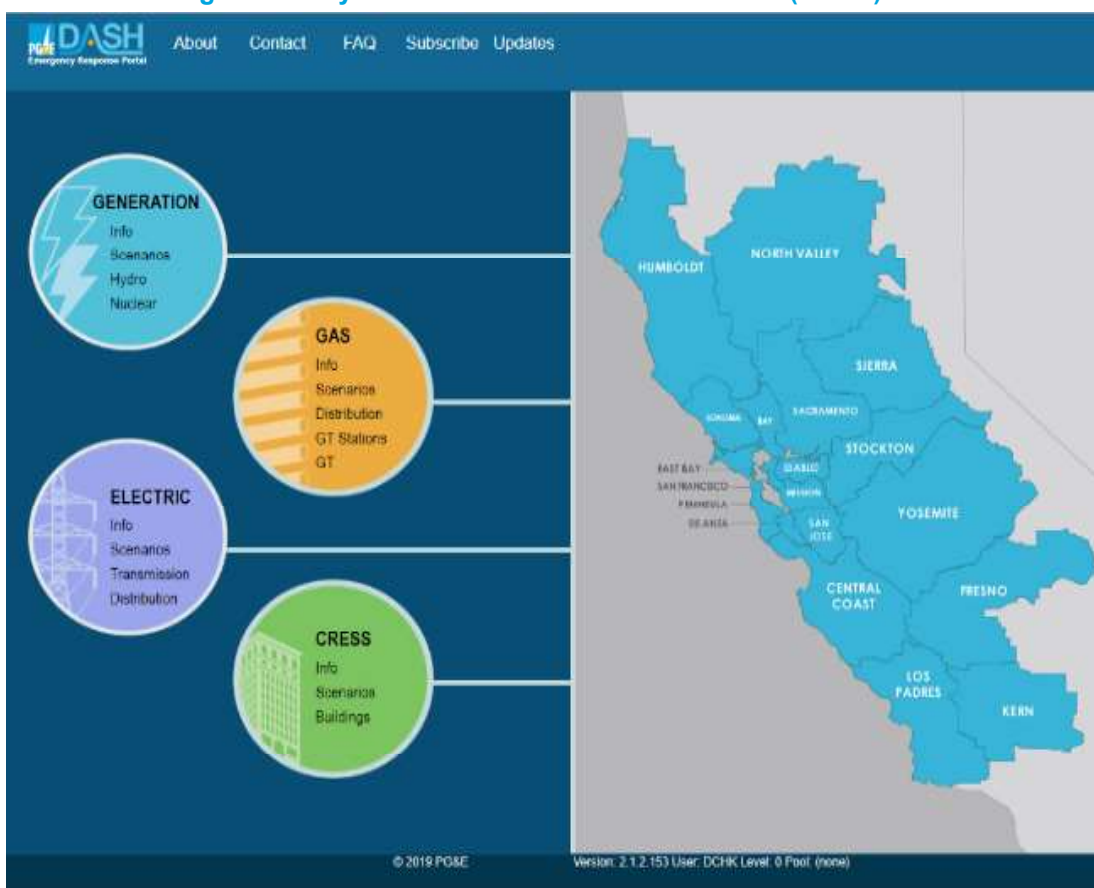 PG&E DASH
Emergency Response Portal
About Contact FAQ Subscribe Updates
GENERATION
Info
Scenarios
Hydro
Nuclear
GAS
Info
Scenarios
Distribution
GT Stations
GT
ELECTRIC
Info
Scenarios
Transmission
Distribution
CRESS
Info
Scenarios
Buildings
HUMBOLDT
NORTH VALLEY
SIERRA
SONOMA
BAY
SACRAMENTO
STOCKTON
EAST BAY
DIABLO
SAN FRANCISCO
MISSION
PENINSULA
DE ANZA
SAN
JOSE
YOSEMITE
CENTRAL
COAST
FRESNO
LOS
PADRES
KERN
© 2019 PG&E
Version: 2.1.2.153 User: DCHK Level: 0 Pool: (none)